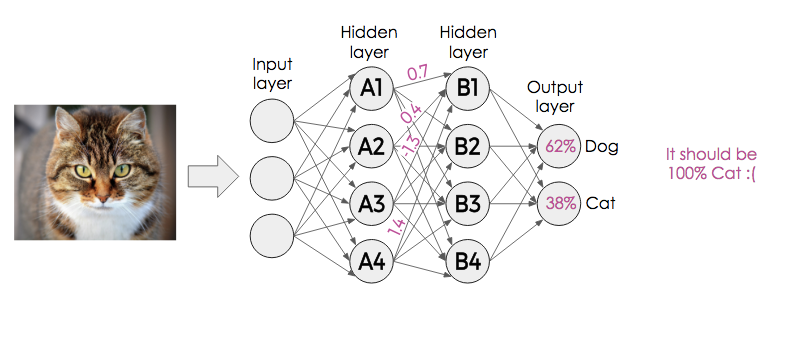 Hidden
layer
Hidden
layer
Input
layer
Output
layer
A1
A2
A3
A4
0.7
0.4
-1.3
1.4
B1
B2
B3
B4
62% Dog
38% Cat
It should be
100% Cat :(